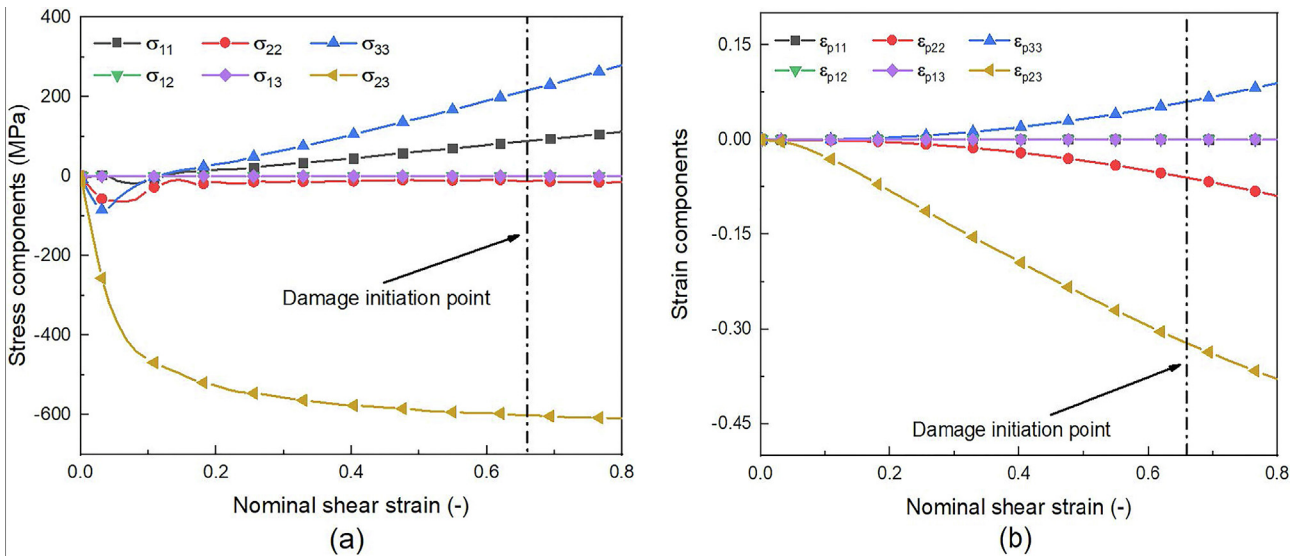 400
200
0
-200
-400
-600
Stress components (MPa)
σ11 σ22 σ33
σ12 σ13 σ23
Damage initiation point
0.0 0.2 0.4 0.6 0.8
Nominal shear strain (-)
(a)
0.15
0.00
-0.15
-0.30
-0.45
Strain components
εp11 εp22 εp33
εp12 εp13 εp23
Damage initiation point
0.0 0.2 0.4 0.6 0.8
Nominal shear strain (-)
(b)